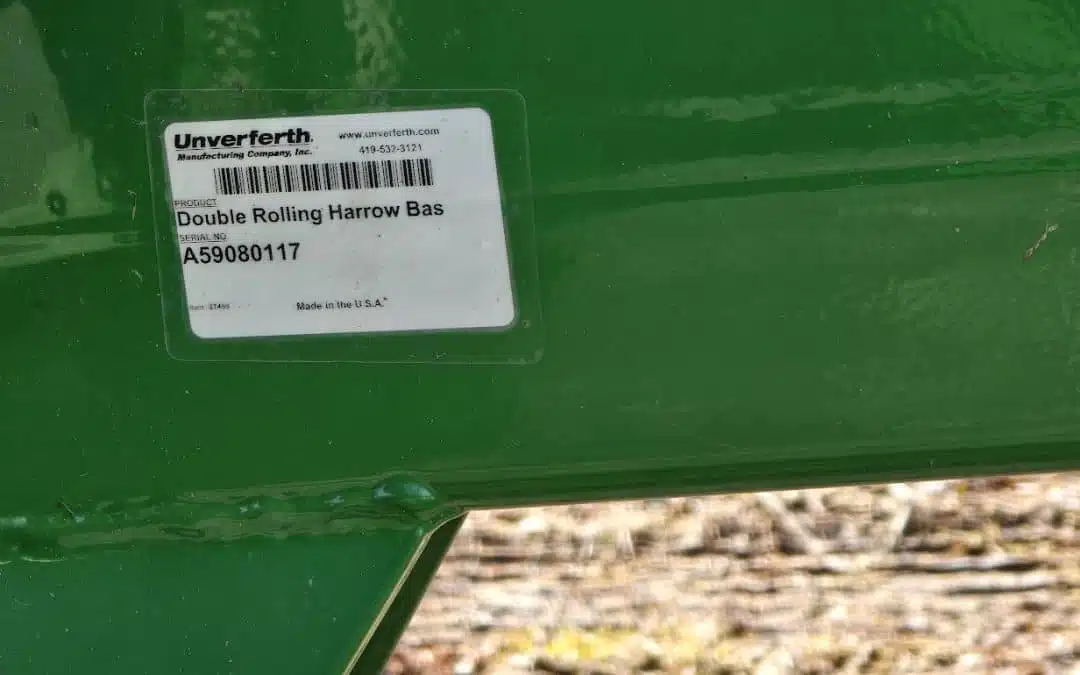 Unverferth
www.unverferth.com
Manufacturing Company, Inc.
419-532-3121
PRODUCT
Double Rolling Harrow Bas
SERIAL NO
A59080117
Made in the U.S.A.*